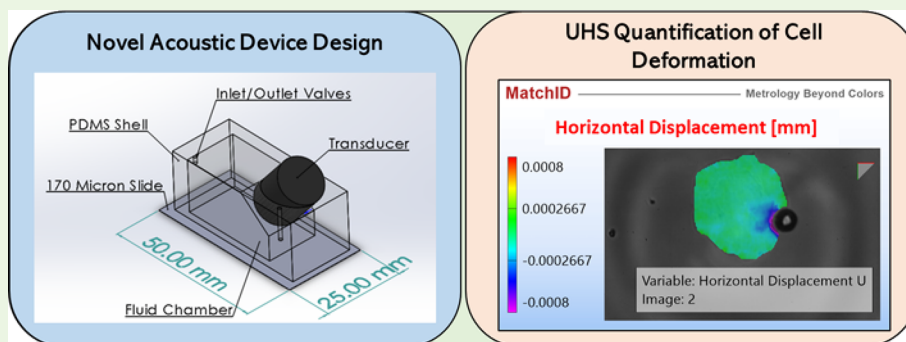 Novel Acoustic Device Design
Inlet/Outlet Valves
PDMS Shell
Transducer
170 Micron Slide
50.00 mm
25.00 mm
Fluid Chamber
UHS Quantification of Cell
Deformation
MatchID
Metrology Beyond Colors
Horizontal Displacement [mm]
0.0008
0.0002667
-0.0002667
-0.0008
Variable: Horizontal Displacement U
Image: 2